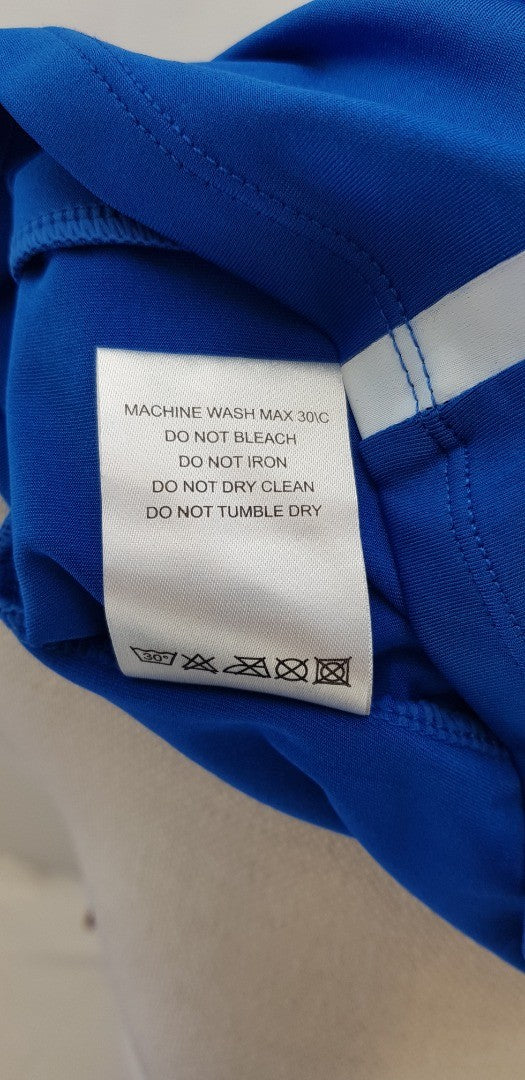 MACHINE WASH MAX 30\C
DO NOT BLEACH
DO NOT IRON
DO NOT DRY CLEAN
DO NOT TUMBLE DRY
30°